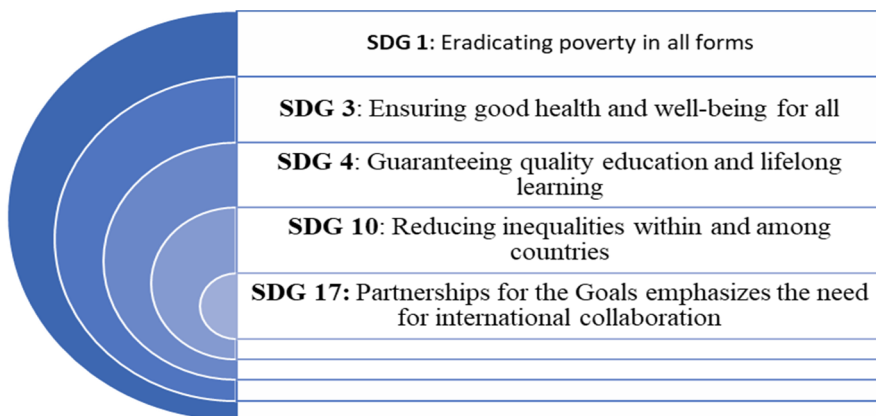 SDG 1: Eradicating poverty in all forms
SDG 3: Ensuring good health and well-being for all
SDG 4: Guaranteeing quality education and lifelong
learning
SDG 10: Reducing inequalities within and among
countries
SDG 17: Partnerships for the Goals emphasizes the need
for international collaboration